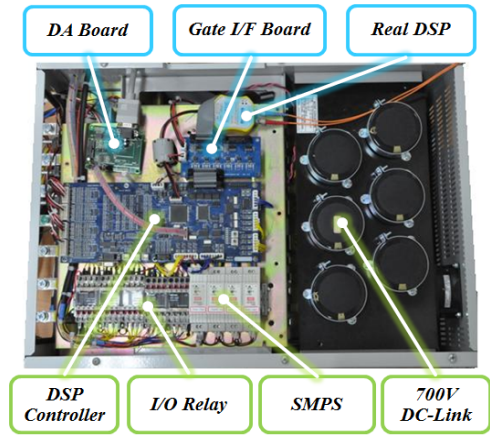 DA Board
Gate I/F Board
Real DSP
DSP
Controller
I/O Relay
SMPS
700V
DC-Link